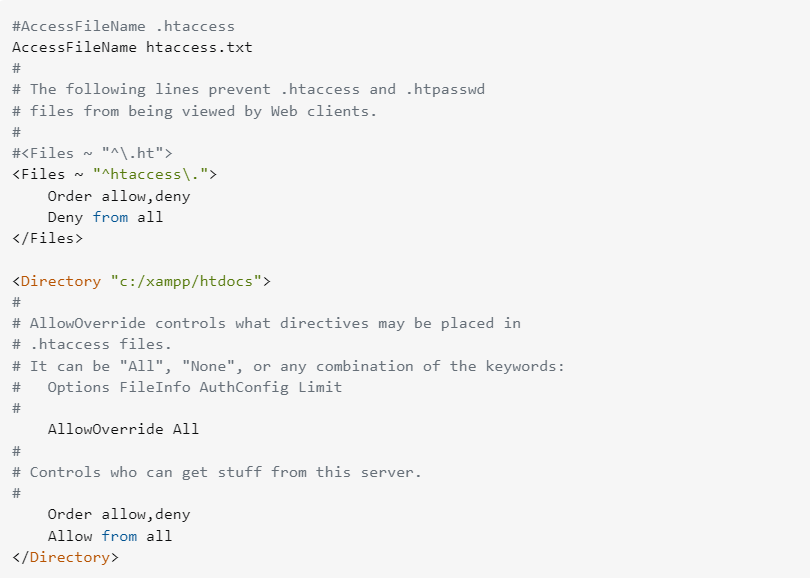 #AccessFileName .htaccess
AccessFileName htaccess.txt
#
# The following lines prevent .htaccess and .htpasswd
# files from being viewed by Web clients.
#
#<Files ~ "^\.ht">
<Files ~ "^htaccess\.">
    Order allow,deny
    Deny from all
</Files>

<Directory "c:/xampp/htdocs">
#
# AllowOverride controls what directives may be placed in
# .htaccess files.
# It can be "All", "None", or any combination of the keywords:
#   Options FileInfo AuthConfig Limit
#
    AllowOverride All
#
# Controls who can get stuff from this server.
#
    Order allow,deny
    Allow from all
</Directory>